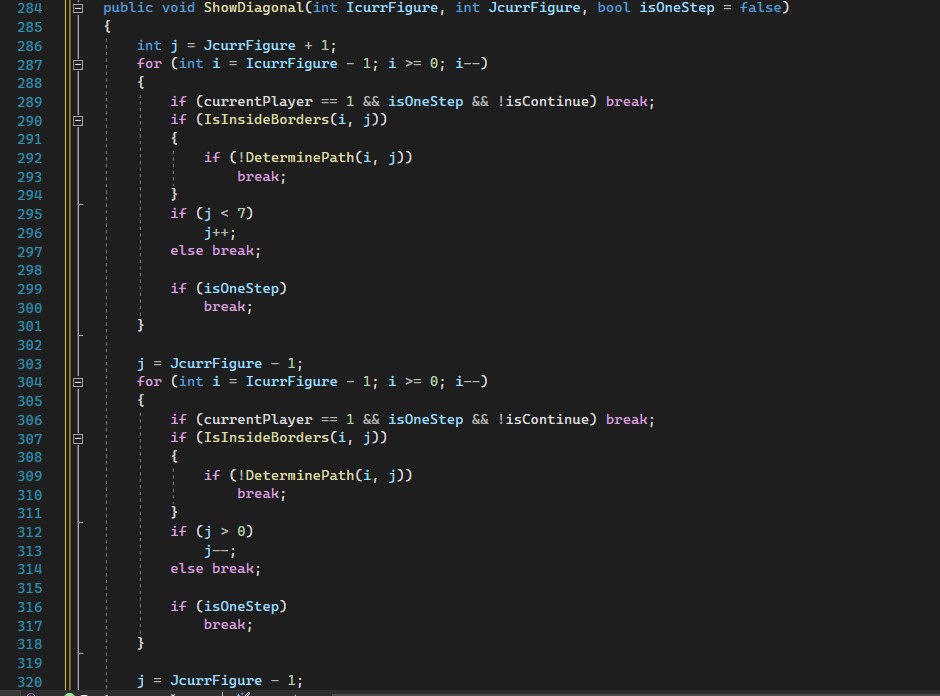 284 public void ShowDiagonal(int IcurrFigure, int JcurrFigure, bool isOneStep = false)
285 {
286 int j = JcurrFigure + 1;
287 for (int i = IcurrFigure - 1; i >= 0; i--)
288 {
289 if (currentPlayer == 1 && isOneStep && !isContinue) break;
290 if (IsInsideBorders(i, j))
291 {
292 if (!DeterminePath(i, j))
293 break;
294 }
295 if (j < 7)
296 j++;
297 else break;
298
299 if (isOneStep)
300 break;
301 }
302
303 j = JcurrFigure - 1;
304 for (int i = IcurrFigure - 1; i >= 0; i--)
305 {
306 if (currentPlayer == 1 && isOneStep && !isContinue) break;
307 if (IsInsideBorders(i, j))
308 {
309 if (!DeterminePath(i, j))
310 break;
311 }
312 if (j > 0)
313 j--;
314 else break;
315
316 if (isOneStep)
317 break;
318 }
319
320 j = JcurrFigure - 1;